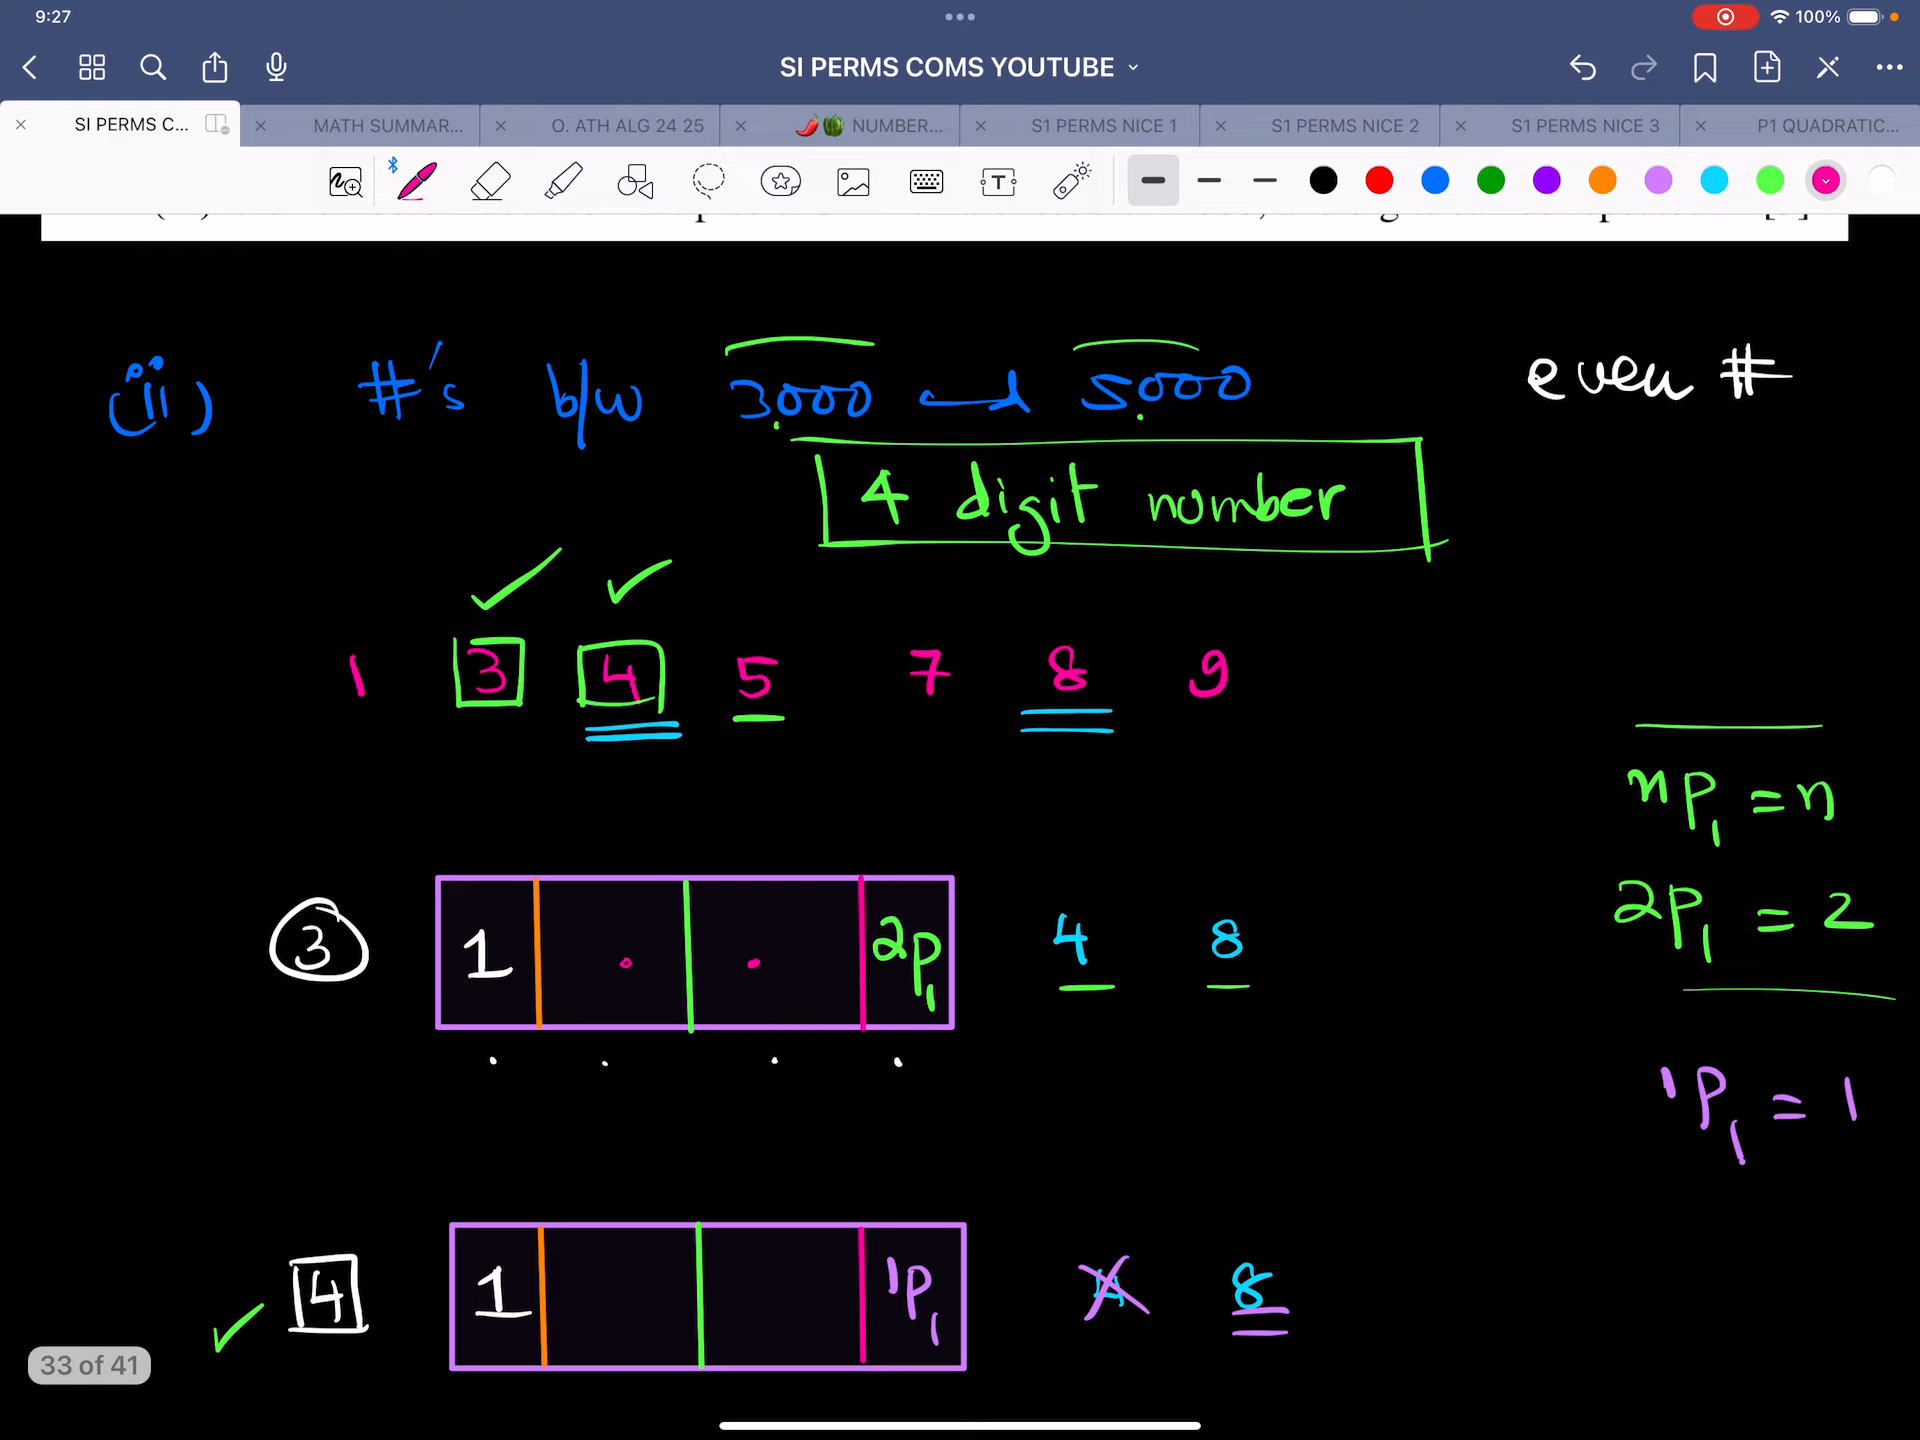 9:27
100%
SI PERMS COMS YOUTUBE
SI PERMS C...
MATH SUMMAR...
O. ATH ALG 24 25
🌶️🫑 NUMBER...
S1 PERMS NICE 1
S1 PERMS NICE 2
S1 PERMS NICE 3
P1 QUADRATIC...
(ii) #'s b/w 3000 and 5000 even #
4 digit number
1 3 4 5 7 8 9
nP1 = n
2P1 = 2
3 1 2P1 4 8
1P1 = 1
4 1 1P1 4 8
33 of 41